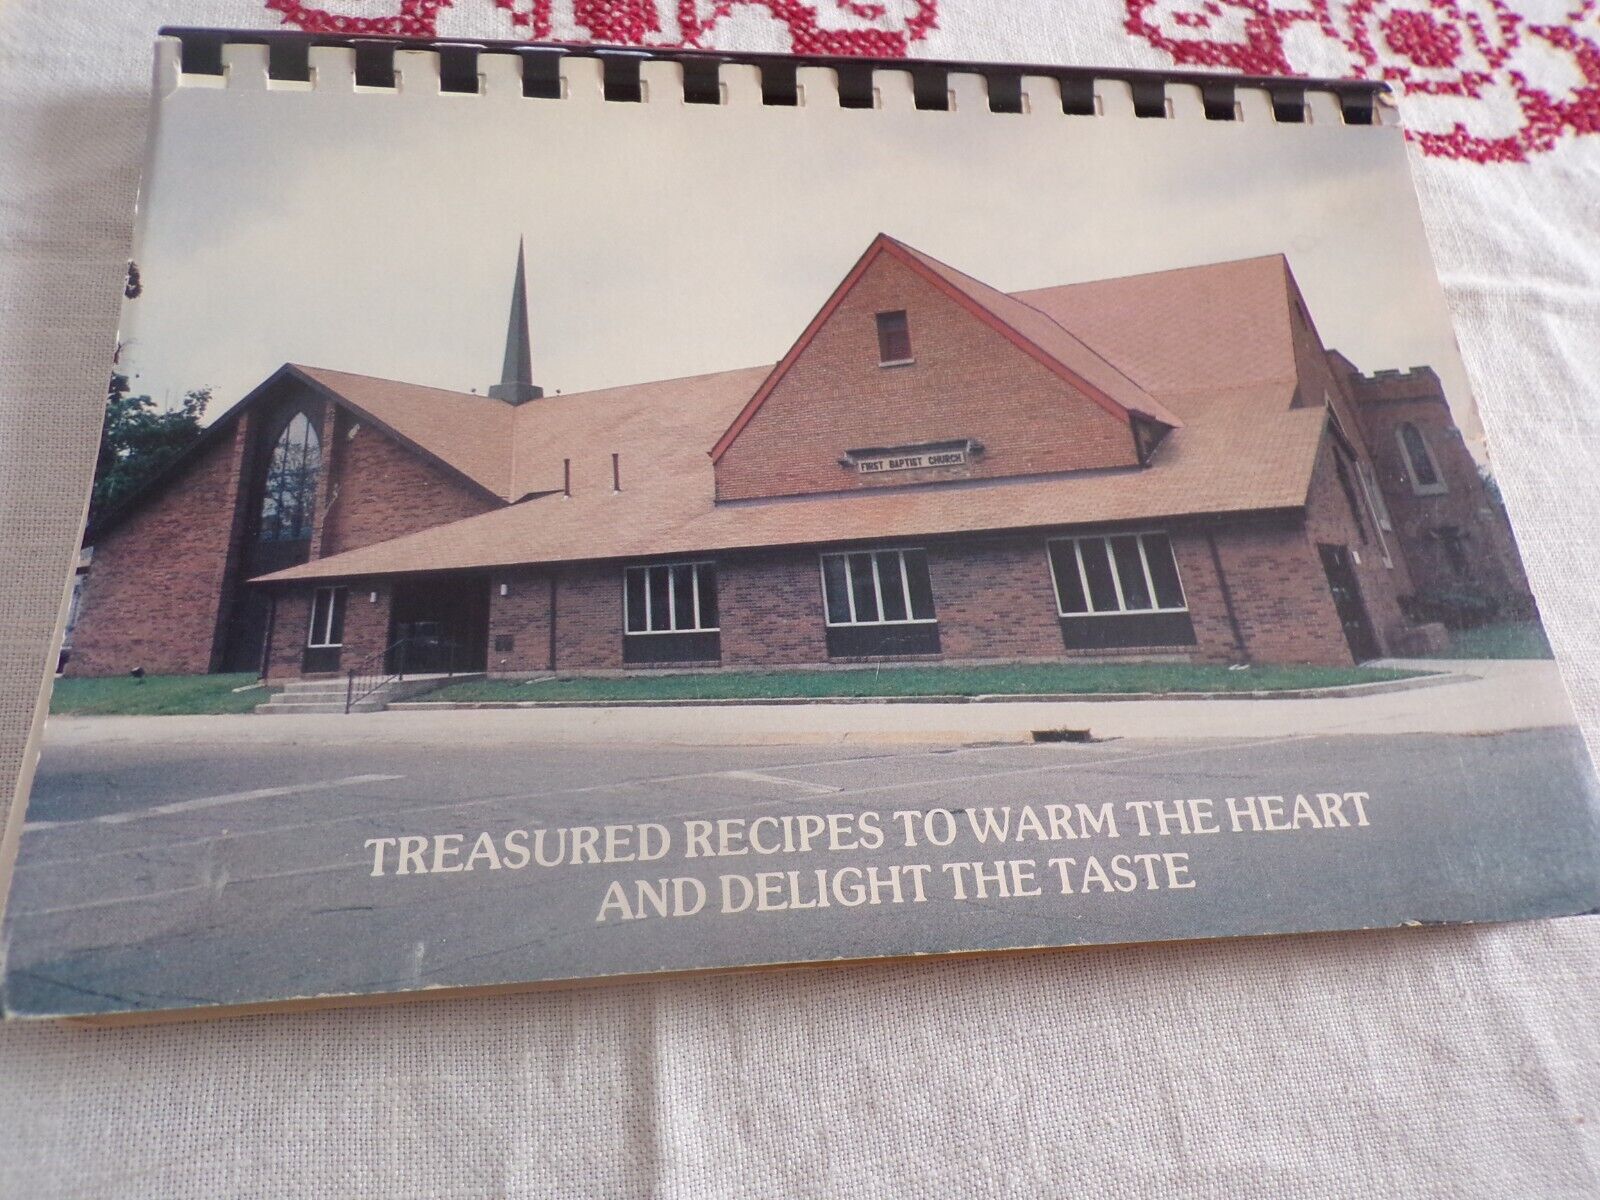 FIRST BAPTIST CHURCH
TREASURED RECIPES TO WARM THE HEART
AND DELIGHT THE TASTE